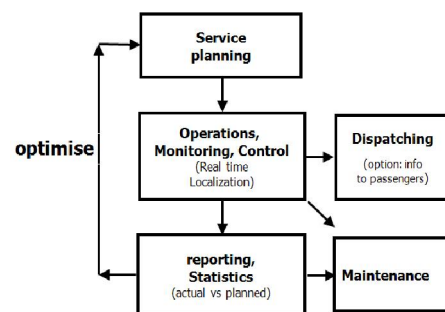 Service
planning
optimise
Operations,
Monitoring, Control
(Real time
Localization)
Dispatching
(option: info
to passengers)
reporting,
Statistics
(actual vs planned)
Maintenance